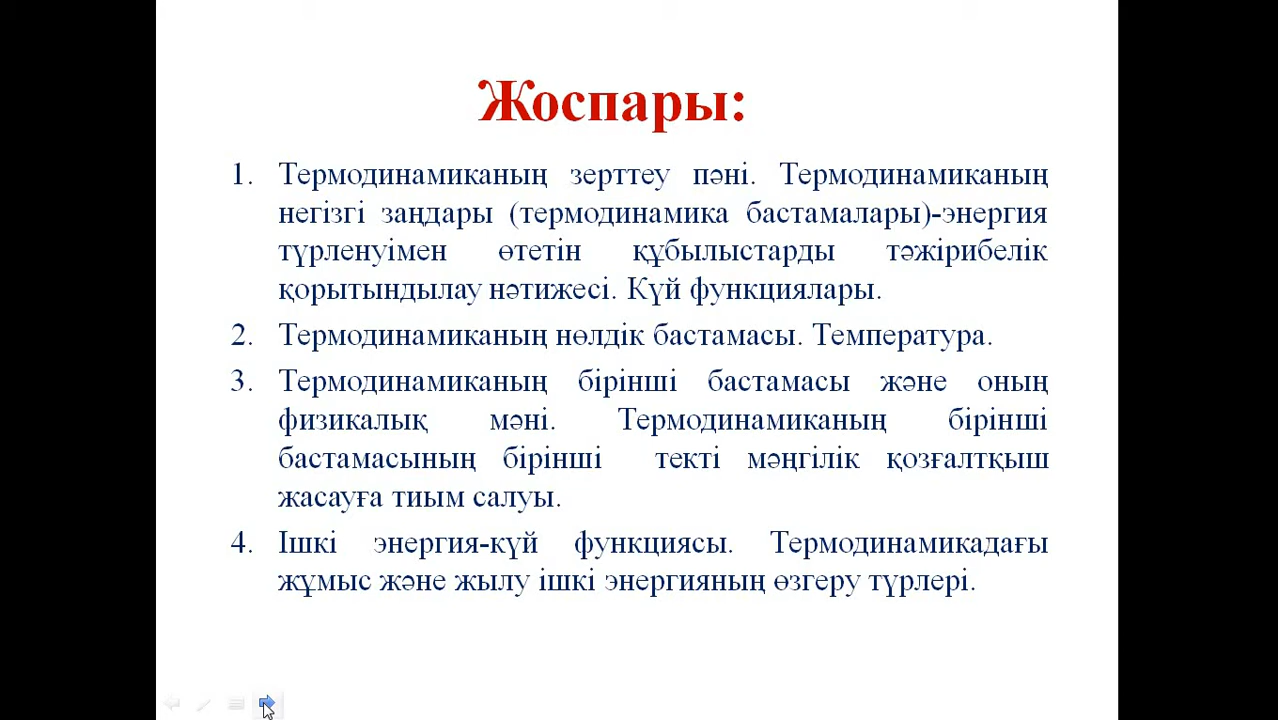 Жоспары:
1. Термодинамиканың зерттеу пәні. Термодинамиканың
негізгі заңдары (термодинамика бастамалары)-энергия
түрленуімен өтетін құбылыстарды тәжірибелік
қорытындылау нәтижесі. Күй функциялары.
2. Термодинамиканың нөлдік бастамасы. Температура.
3. Термодинамиканың бірінші бастамасы және оның
физикалық мәні. Термодинамиканың бірінші
бастамасының бірінші текті мәңгілік қозғалтқыш
жасауға тиым салуы.
4. Ішкі энергия-күй функциясы. Термодинамикадағы
жұмыс және жылу ішкі энергияның өзгеру түрлері.